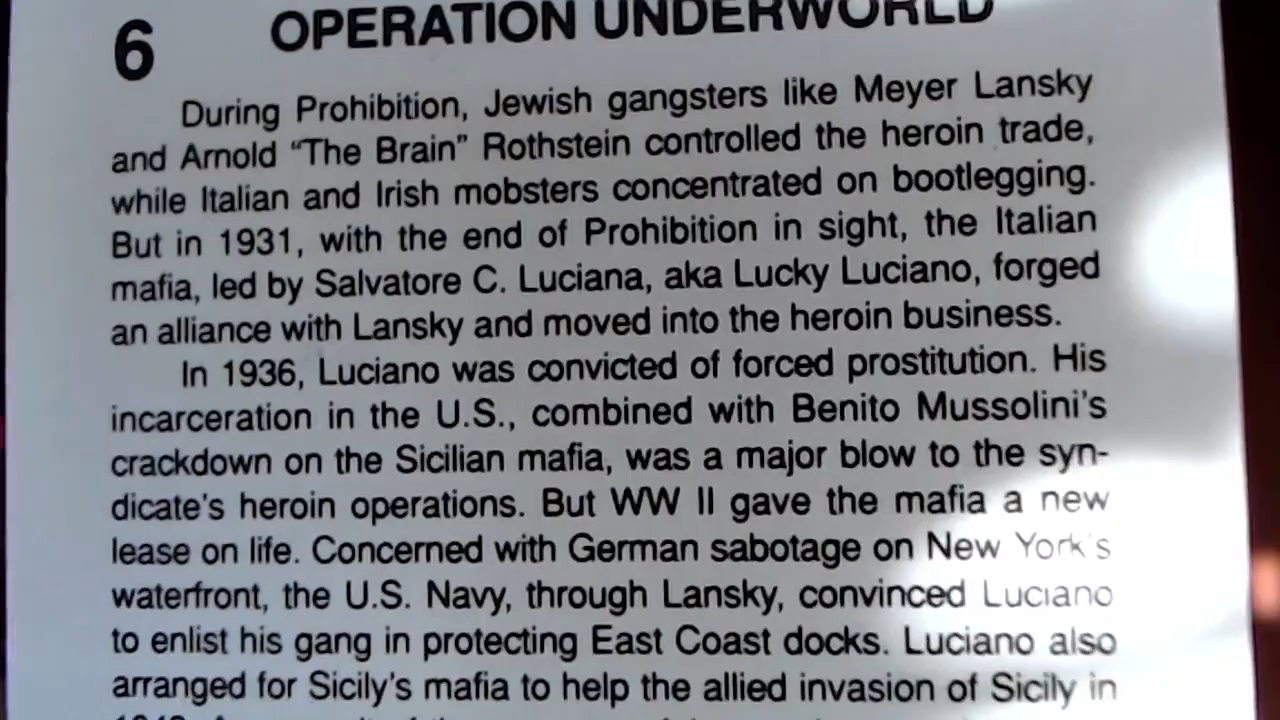 6
OPERATION UNDERWORLD
During Prohibition, Jewish gangsters like Meyer Lansky
and Arnold “The Brain” Rothstein controlled the heroin trade,
while Italian and Irish mobsters concentrated on bootlegging.
But in 1931, with the end of Prohibition in sight, the Italian
mafia, led by Salvatore C. Luciana, aka Lucky Luciano, forged
an alliance with Lansky and moved into the heroin business.
In 1936, Luciano was convicted of forced prostitution. His
incarceration in the U.S., combined with Benito Mussolini's
crackdown on the Sicilian mafia, was a major blow to the syn-
dicate's heroin operations. But WW II gave the mafia a new
lease on life. Concerned with German sabotage on New York's
waterfront, the U.S. Navy, through Lansky, convinced Luciano
to enlist his gang in protecting East Coast docks. Luciano also
arranged for Sicily's mafia to help the allied invasion of Sicily in